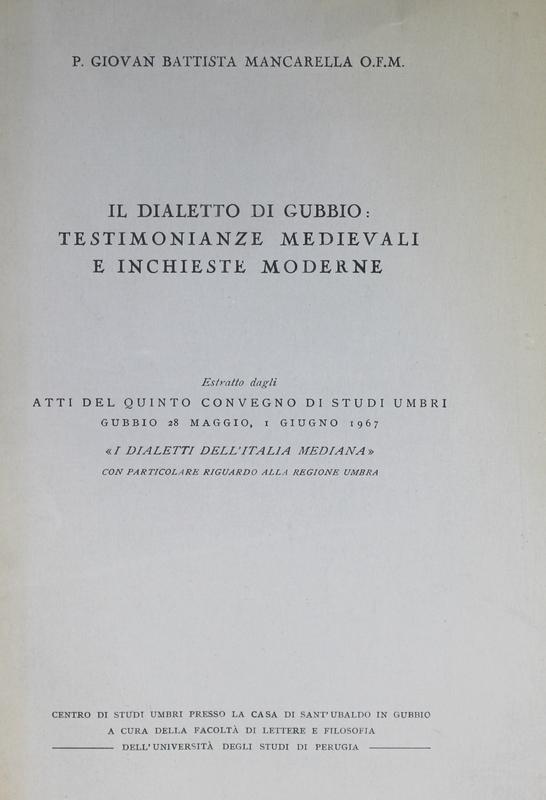 P. GIOVAN BATTISTA MANCARELLA O.F.M.
IL DIALETTO DI GUBBIO:
TESTIMONIANZE MEDIEVALI
E INCHIESTE MODERNE
Estratto dagli
ATTI DEL QUINTO CONVEGNO DI STUDI UMBRI
GUBBIO 28 MAGGIO, 1 GIUGNO 1967
«I DIALETTI DELL'ITALIA MEDIANA»
CON PARTICOLARE RIGUARDO ALLA REGIONE UMBRA
CENTRO DI STUDI UMBRI PRESSO LA CASA DI SANT'UBALDO IN GUBBIO
A CURA DELLA FACOLTÀ DI LETTERE E FILOSOFIA
DELL'UNIVERSITÀ DEGLI STUDI DI PERUGIA